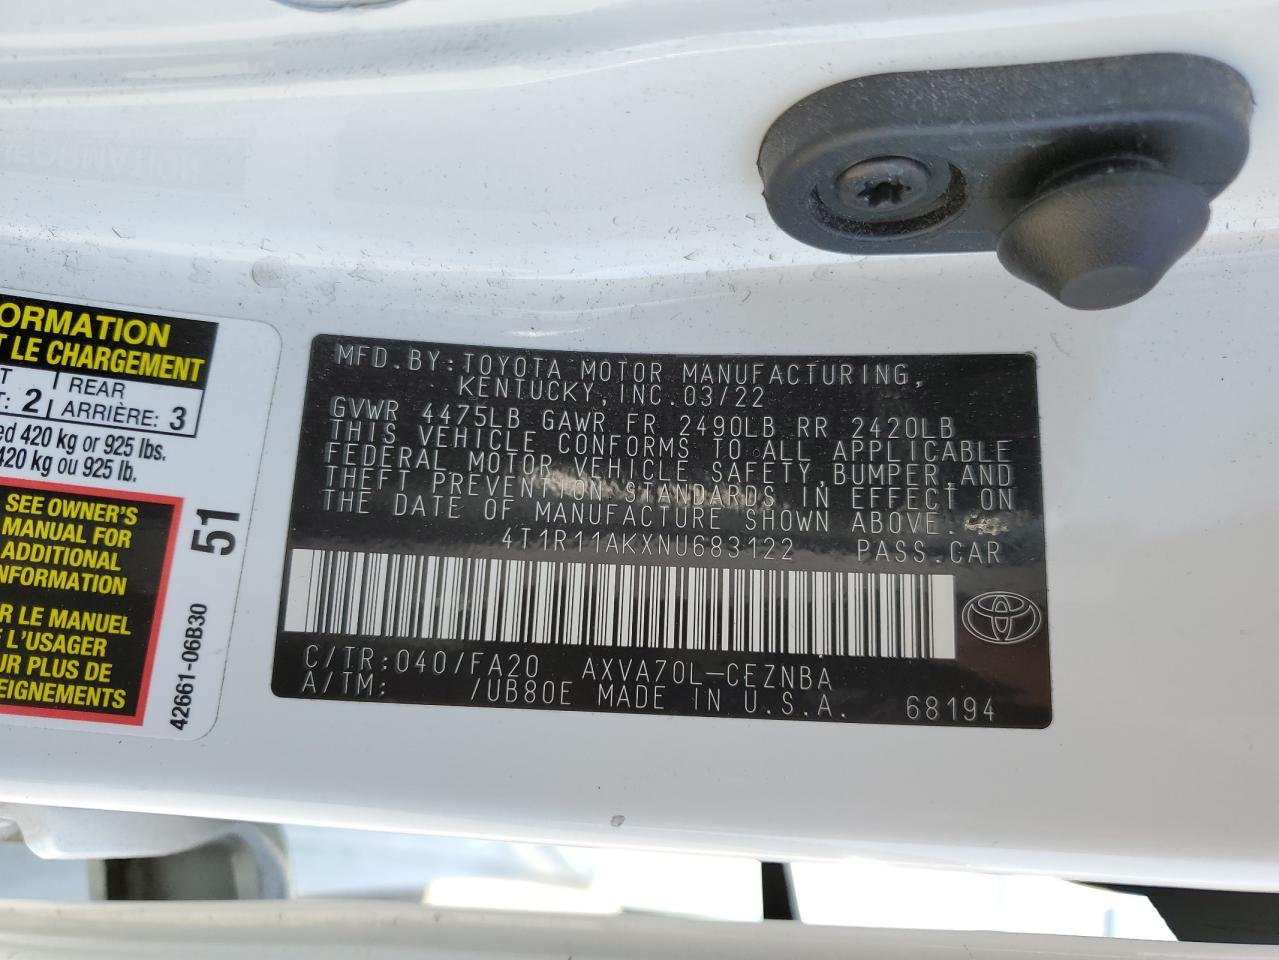 ORMATION
T LE CHARGEMENT
T REAR
T: 2 ARRIÈRE: 3
ed 420 kg or 925 lbs.
420 kg ou 925 lb.
SEE OWNER'S
MANUAL FOR
ADDITIONAL
INFORMATION
R LE MANUEL
E L'USAGER
UR PLUS DE
EIGNEMENTS
51
42661-06B30
MFD. BY: TOYOTA MOTOR MANUFACTURING,
KENTUCKY, INC. 03/22
GVWR 4475LB GAWR FR 2490LB RR 2420LB
THIS VEHICLE CONFORMS TO ALL APPLICABLE
FEDERAL MOTOR VEHICLE SAFETY, BUMPER, AND
THEFT PREVENTION STANDARDS IN EFFECT ON
THE DATE OF MANUFACTURE SHOWN ABOVE.
4T1R11AKXNU683122 PASS.CAR
C/TR: 040/FA20 AXVA70L-CEZNBA
A/TM: /UB80E MADE IN U.S.A. 68194